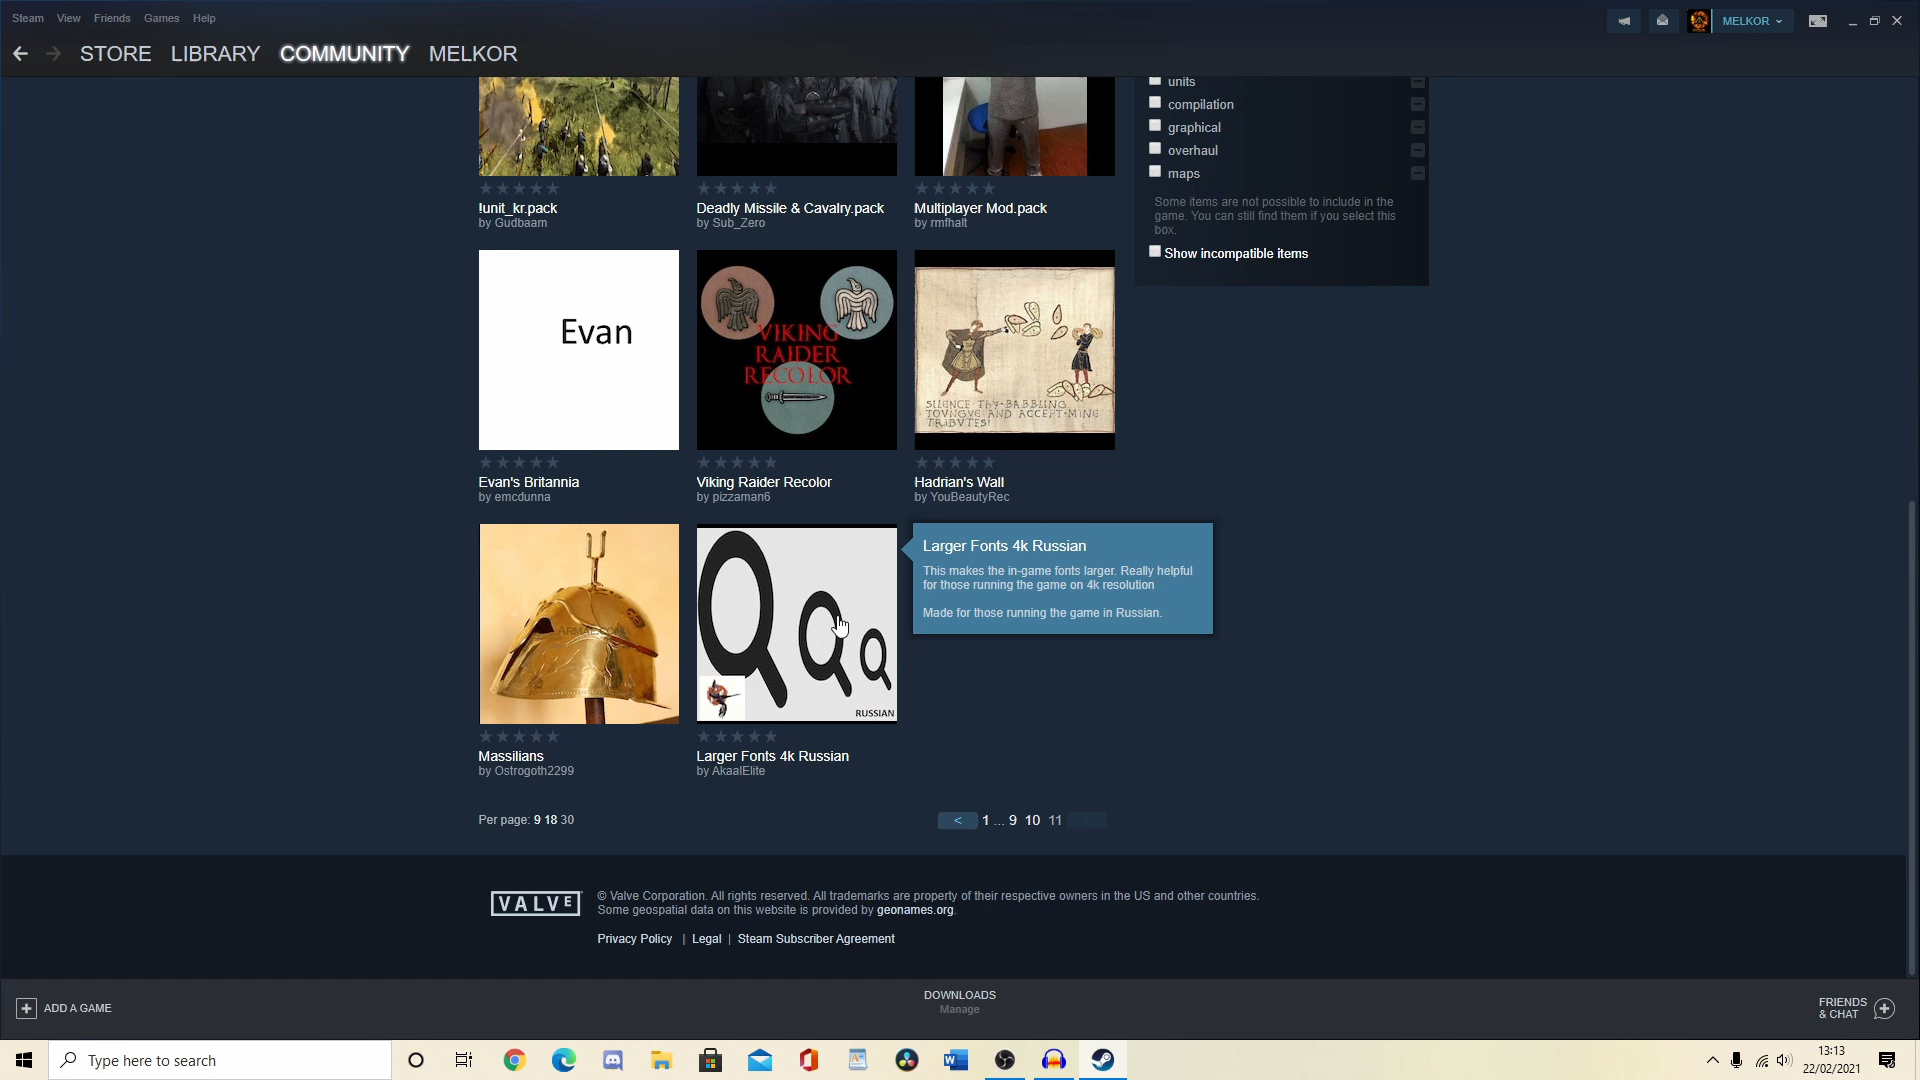 Steam View Friends Games Help
MELKOR
STORE LIBRARY COMMUNITY MELKOR
units
compilation
graphical
overhaul
maps
Some items are not possible to include in the
game. You can still find them if you select this
box.
Show incompatible items
!unit_kr.pack
by Gudbaam
Deadly Missile & Cavalry.pack
by Sub_Zero
Multiplayer Mod.pack
by rmfhalt
Evan
VIKING
RAIDER
RECOLOR
SILENCE THY BABBLING
TOVNGVE AND ACCEPT MINE
TRIBVTES!
Evan's Britannia
by emcdunna
Viking Raider Recolor
by pizzaman6
Hadrian's Wall
by YouBeautyRec
RUSSIAN
Larger Fonts 4k Russian
This makes the in-game fonts larger. Really helpful
for those running the game on 4k resolution
Made for those running the game in Russian.
Massilians
by Ostrogoth2299
Larger Fonts 4k Russian
by AkaalElite
Per page: 9 18 30
< 1 ... 9 10 11
VALVE
© Valve Corporation. All rights reserved. All trademarks are property of their respective owners in the US and other countries.
Some geospatial data on this website is provided by geonames.org.
Privacy Policy | Legal | Steam Subscriber Agreement
ADD A GAME
DOWNLOADS
Manage
FRIENDS
& CHAT
Type here to search
13:13
22/02/2021